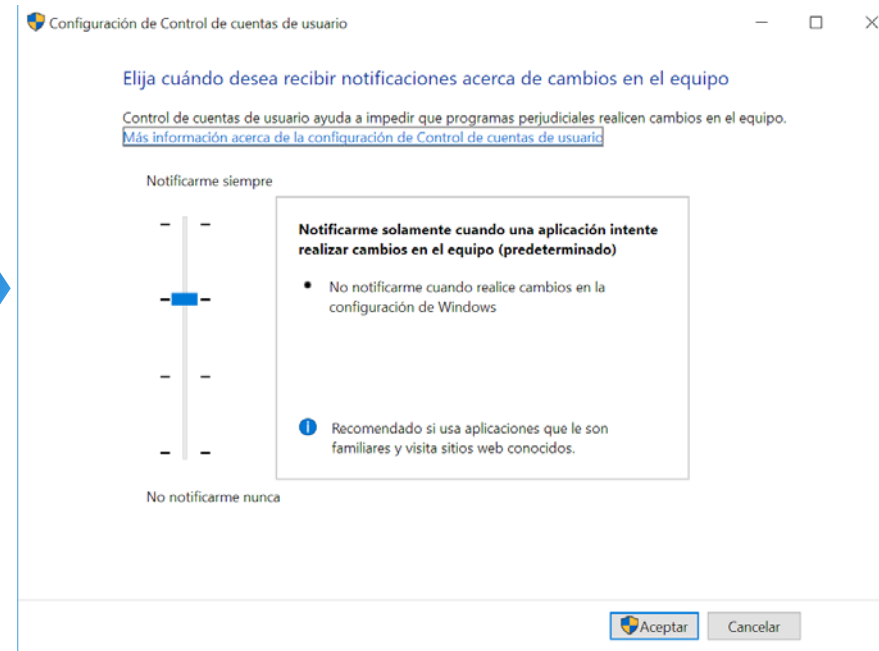 Configuración de Control de cuentas de usuario
Elija cuándo desea recibir notificaciones acerca de cambios en el equipo
Control de cuentas de usuario ayuda a impedir que programas perjudiciales realicen cambios en el equipo.
Más información acerca de la configuración de Control de cuentas de usuario
Notificarme siempre
Notificarme solamente cuando una aplicación intente
realizar cambios en el equipo (predeterminado)
No notificarme cuando realice cambios en la
configuración de Windows
Recomendado si usa aplicaciones que le son
familiares y visita sitios web conocidos.
No notificarme nunca
Aceptar Cancelar